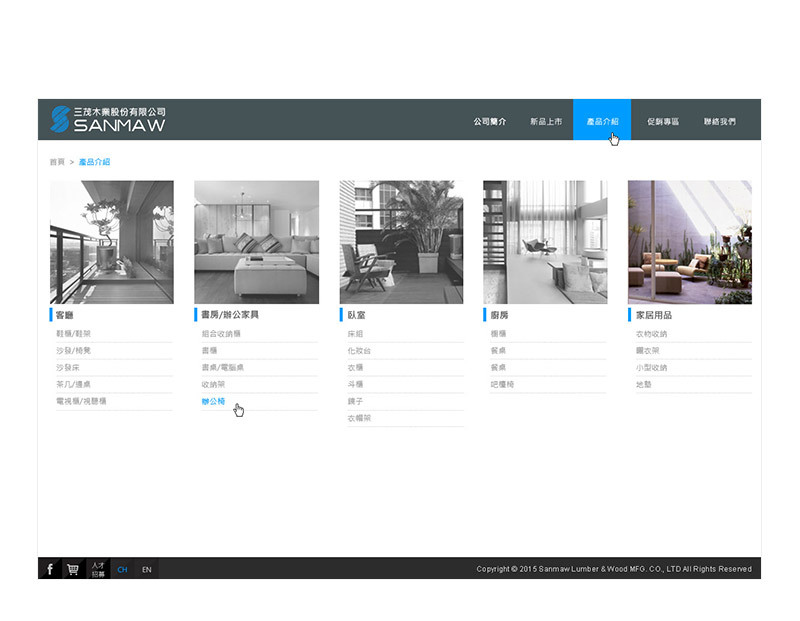 三茂木業股份有限公司
SANMAW
公司簡介 新品上市 產品介紹 促銷專區 聯絡我們
首頁 > 產品介紹
客廳
鞋櫃/鞋架
沙發/椅凳
沙發床
茶几/邊桌
電視櫃/視聽櫃
書房/辦公家具
組合收納櫃
書櫃
書桌/電腦桌
收納架
辦公椅
臥室
床組
化妝台
衣櫃
斗櫃
鏡子
衣帽架
廚房
櫥櫃
餐桌
餐桌
吧檯椅
家居用品
衣物收納
曬衣架
小型收納
地墊
f
人才
招募
CH EN
Copyright © 2015 Sanmaw Lumber & Wood MFG. CO., LTD All Rights Reserved